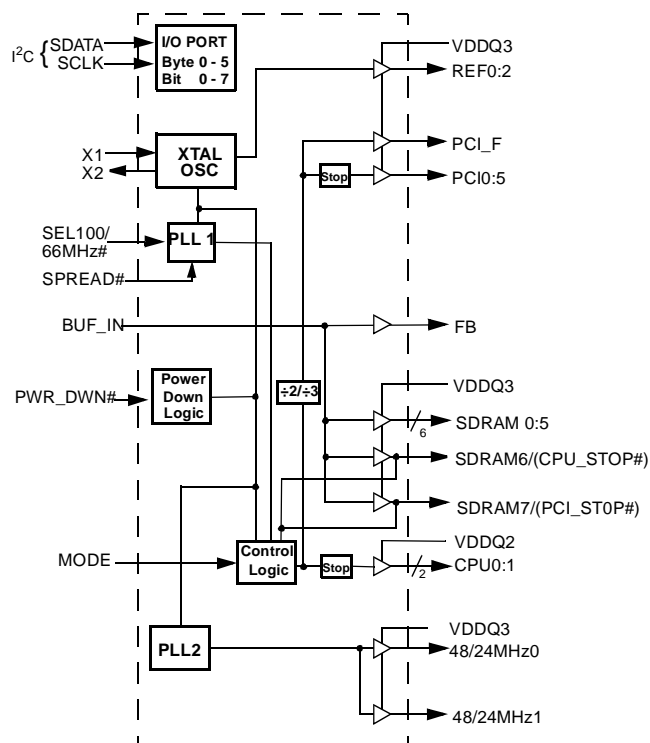 I²C { SDATA
SCLK
I/O PORT
Byte 0 - 5
Bit 0 - 7
VDDQ3
REF0:2
X1
X2
XTAL
OSC
PCI_F
Stop
PCI0:5
SEL100/
66MHz#
PLL 1
SPREAD#
BUF_IN
FB
÷2/÷3
VDDQ3
PWR_DWN#
Power
Down
Logic
SDRAM 0:5
6
SDRAM6/(CPU_STOP#)
SDRAM7/(PCI_ST0P#)
MODE
Control
Logic
Stop
VDDQ2
CPU0:1
2
PLL2
VDDQ3
48/24MHz0
48/24MHz1